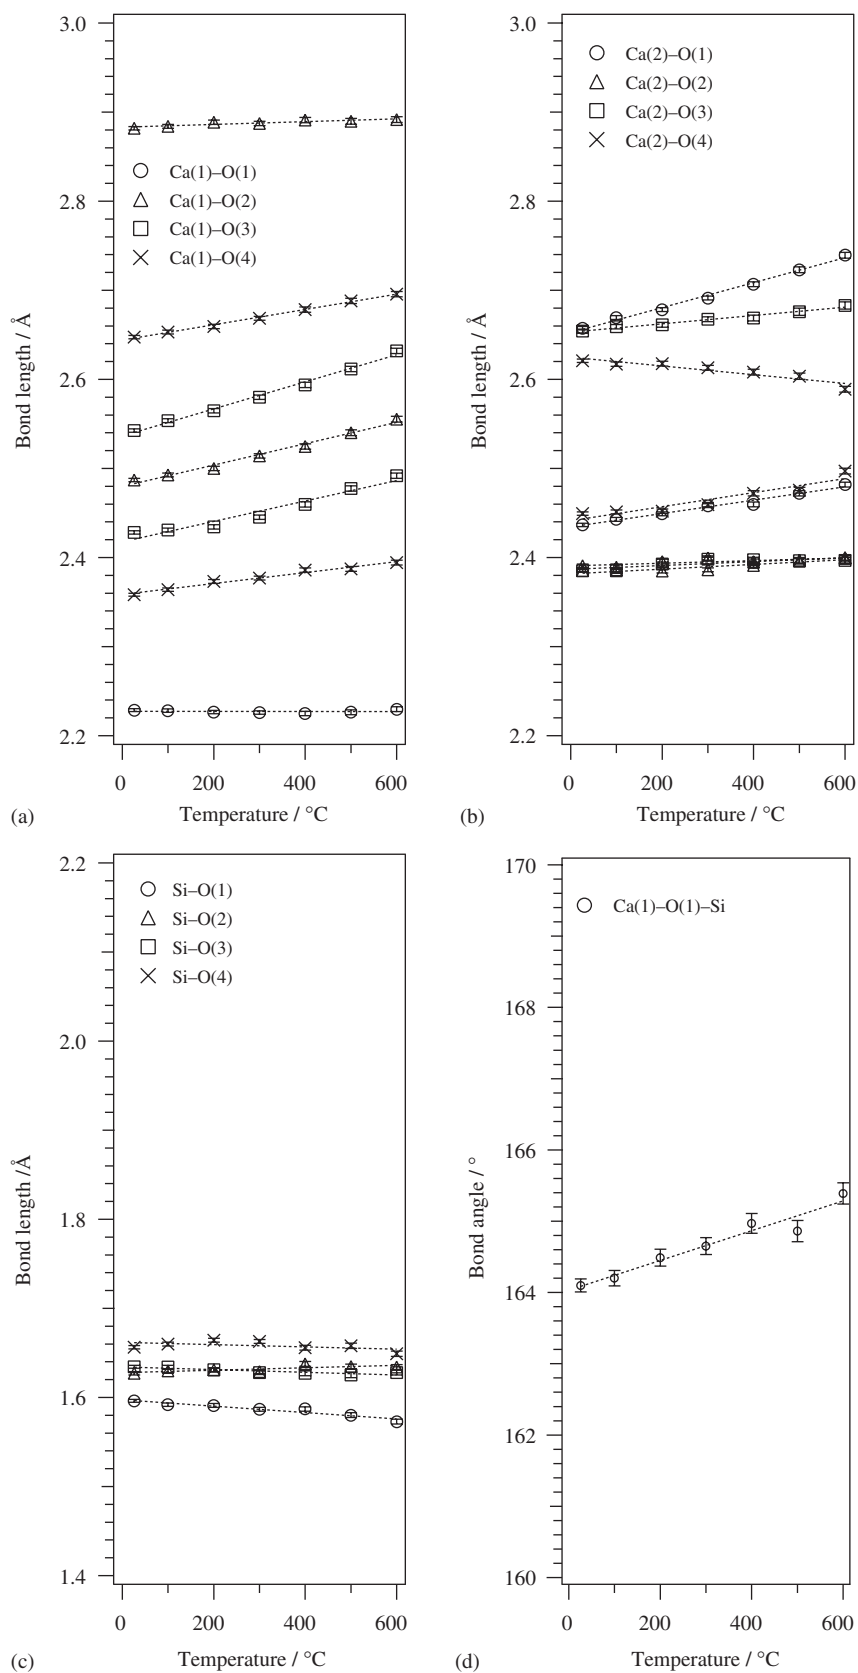 3.0
2.8
2.6
2.4
2.2
Bond length / Å
Ca(1)–O(1)
Ca(1)–O(2)
Ca(1)–O(3)
Ca(1)–O(4)
0 200 400 600
Temperature / °C
(a)
3.0
2.8
2.6
2.4
2.2
Bond length / Å
Ca(2)–O(1)
Ca(2)–O(2)
Ca(2)–O(3)
Ca(2)–O(4)
0 200 400 600
Temperature / °C
(b)
2.2
2.0
1.8
1.6
1.4
Bond length /Å
Si–O(1)
Si–O(2)
Si–O(3)
Si–O(4)
0 200 400 600
Temperature / °C
(c)
170
168
166
164
162
160
Bond angle / °
Ca(1)–O(1)–Si
0 200 400 600
Temperature / °C
(d)